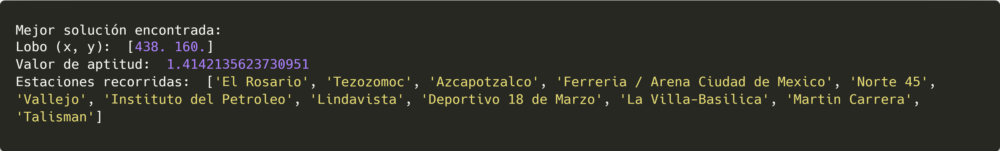 Mejor solución encontrada:
Lobo (x, y):  [438. 160.]
Valor de aptitud:  1.4142135623730951
Estaciones recorridas:  ['El Rosario', 'Tezozomoc', 'Azcapotzalco', 'Ferreria / Arena Ciudad de Mexico', 'Norte 45',
'Vallejo', 'Instituto del Petroleo', 'Lindavista', 'Deportivo 18 de Marzo', 'La Villa-Basilica', 'Martin Carrera',
'Talisman']